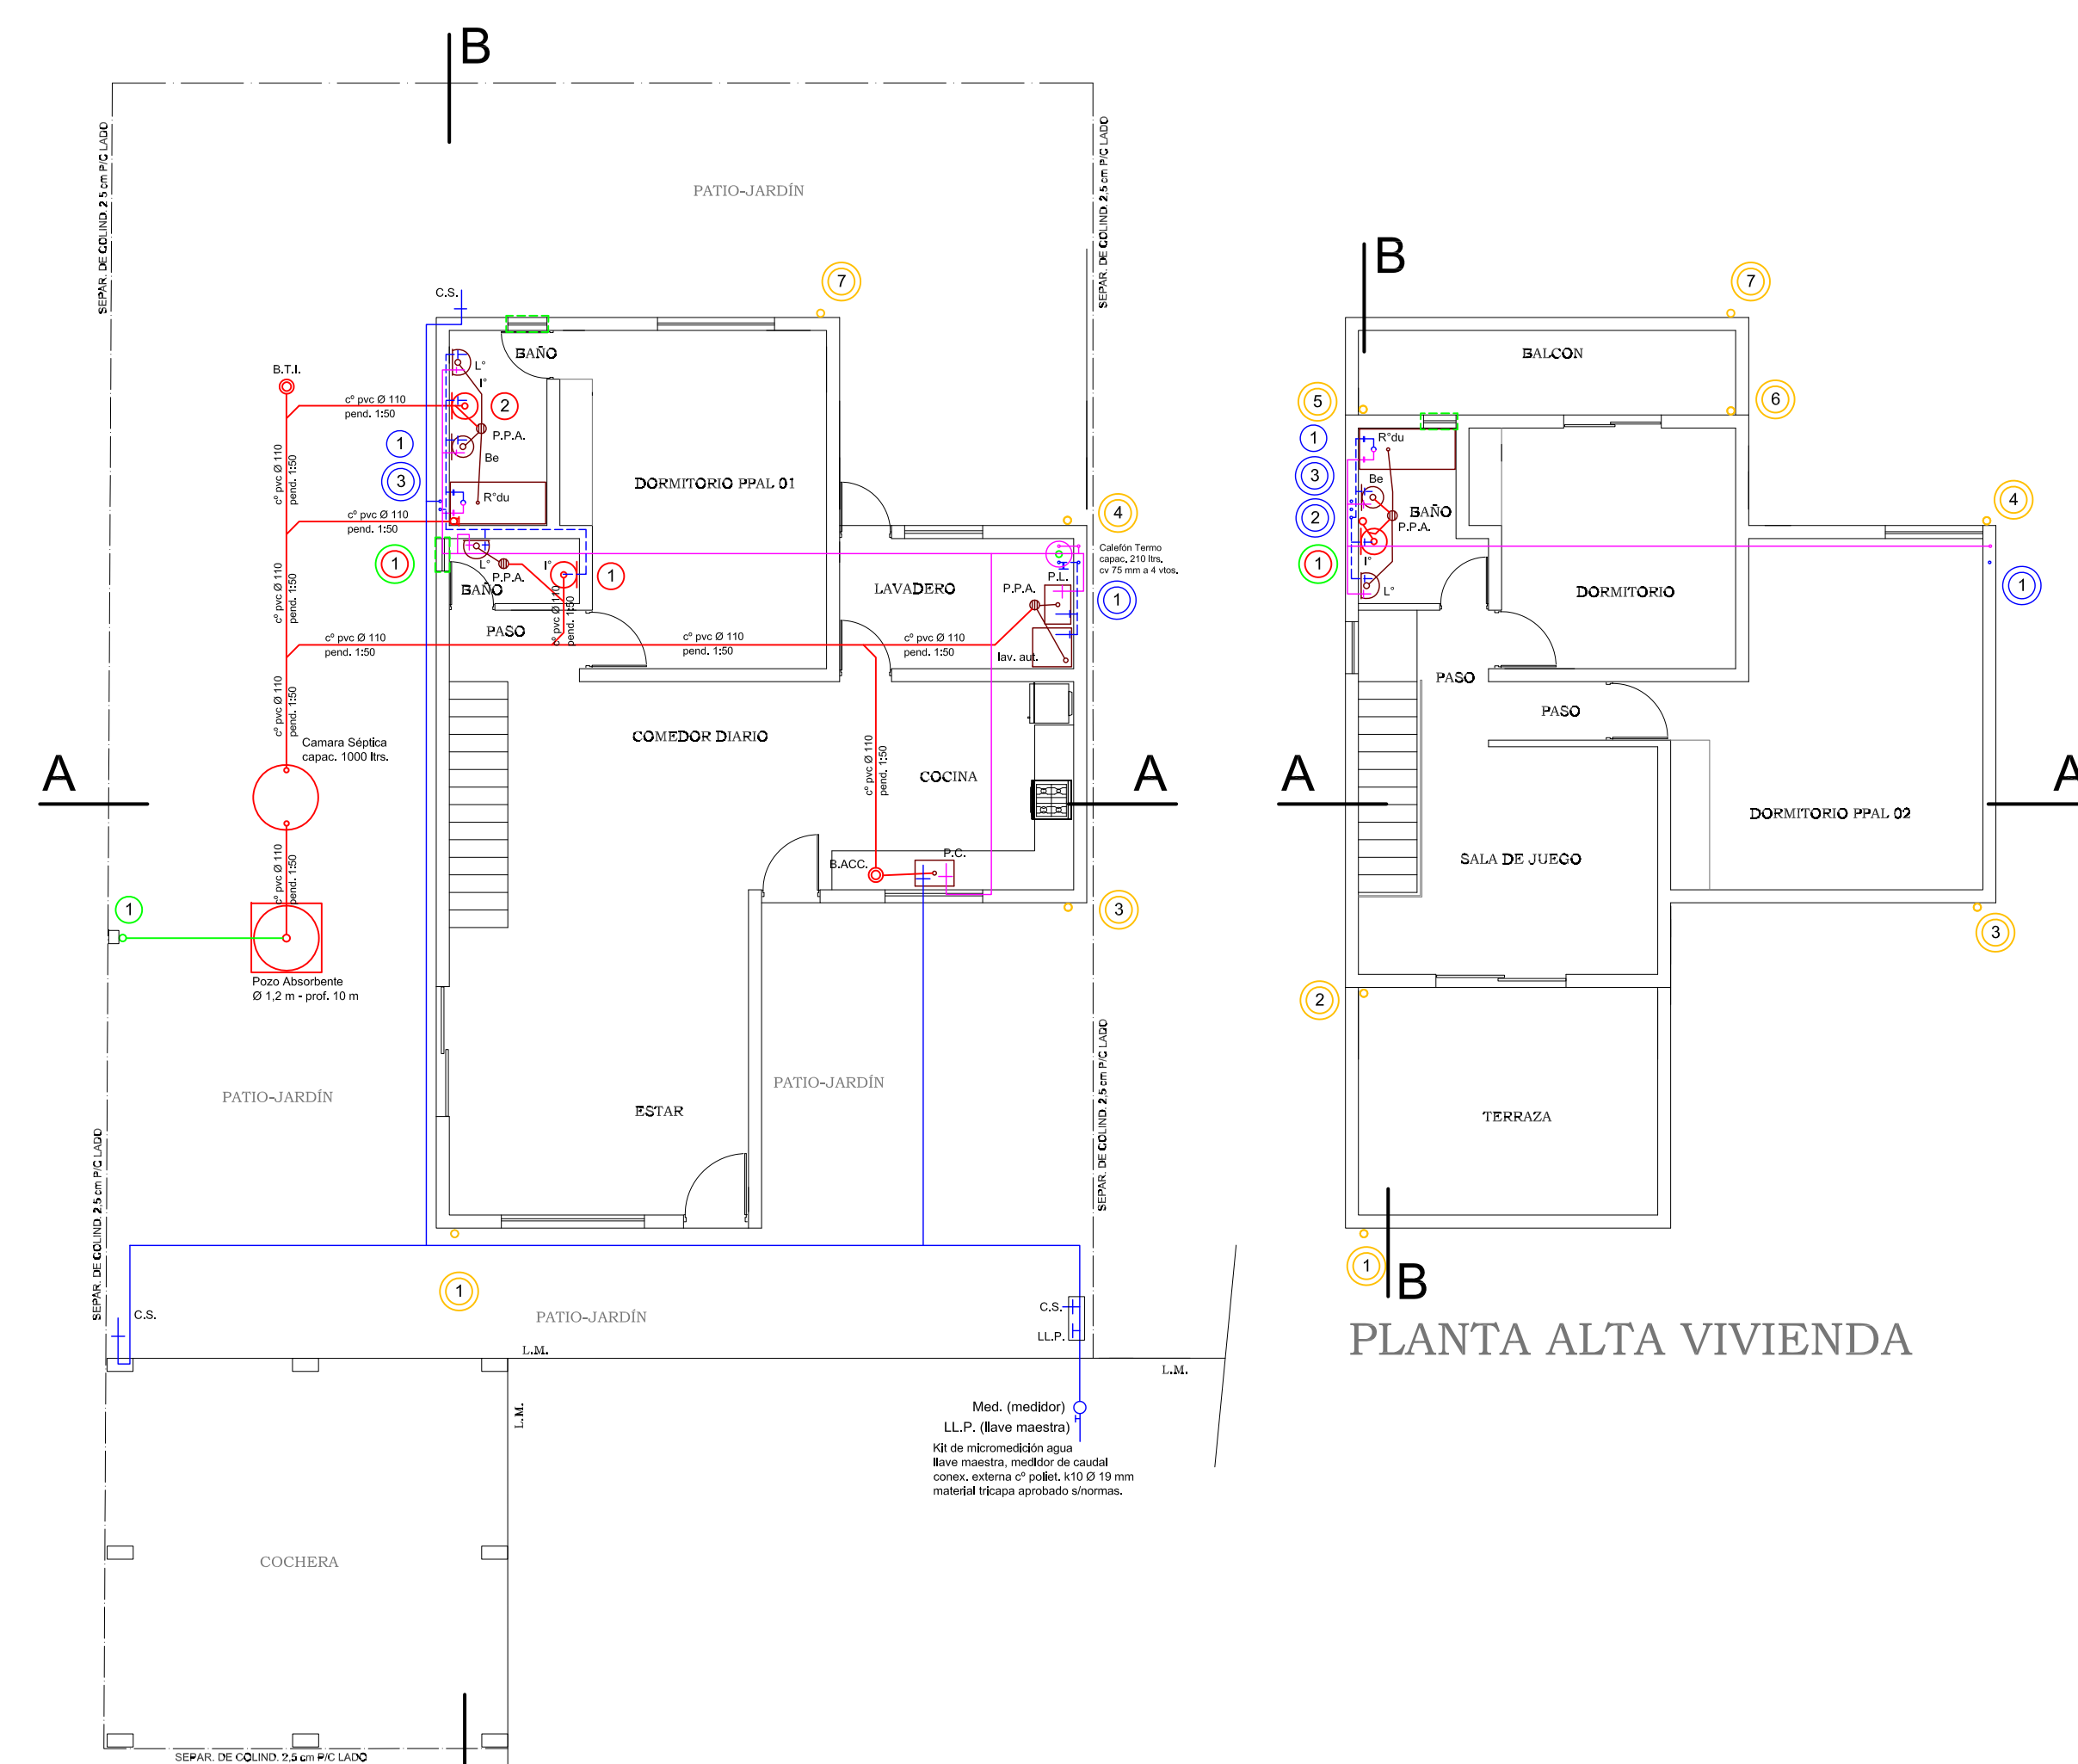 B
SEPAR. DE COLIND. 2.5 cm P/C LADO
SEPAR. DE COLIND. 2,5 cm P/C LADO
PATIO-JARDÍN
7
C.S.
BAÑO
L°
I°
2
P.P.A.
Be
R°du
B.T.I.
c° pvc Ø 110
pend. 1:50
c° pvc Ø 110
pend. 1:50
1
3
c° pvc Ø 110
pend. 1:50
DORMITORIO PPAL 01
4
Calefón Termo
capac. 210 ltrs.
cv 75 mm a 4 vtos.
1
L°
P.P.A.
I°
1
BAÑO
c° pvc Ø 110
pend. 1:50
c° pvc Ø 110
pend. 1:50
LAVADERO
P.P.A.
P.L.
1
PASO
c° pvc Ø 110
pend. 1:50
c° pvc Ø 110
pend. 1:50
c° pvc Ø 110
pend. 1:50
lav. aut.
c° pvc Ø 110
pend. 1:50
Camara Séptica
capac. 1000 ltrs.
COMEDOR DIARIO
c° pvc Ø 110
pend. 1:50
COCINA
A
A
c° pvc Ø 110
pend. 1:50
B.ACC.
P.C.
1
3
Pozo Absorbente
Ø 1,2 m - prof. 10 m
PATIO-JARDÍN
PATIO-JARDÍN
ESTAR
SEPAR. DE COLIND. 2,5 cm P/C LADO
SEPAR. DE COLIND. 2,5 cm P/C LADO
1
C.S.
PATIO-JARDÍN
C.S.
LL.P.
L.M.
L.M.
L.M.
Med. (medidor)
LL.P. (llave maestra)
Kit de micromedición agua
llave maestra, medidor de caudal
conex. externa c° poliet. k10 Ø 19 mm
material tricapa aprobado s/normas.
COCHERA
SEPAR. DE COLIND. 2,5 cm P/C LADO
B
7
BALCON
5
6
1
R°du
3
Be
2
BAÑO
P.P.A.
4
1
I°
L°
DORMITORIO
1
PASO
PASO
A
A
DORMITORIO PPAL 02
SALA DE JUEGO
3
2
TERRAZA
1
B
PLANTA ALTA VIVIENDA